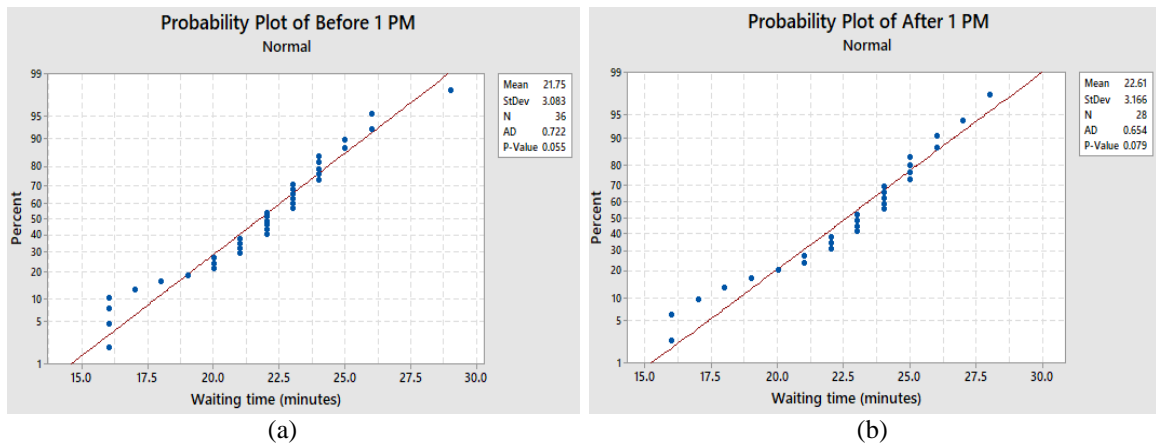 Probability Plot of Before 1 PM
Normal
99
95
90
80
70
60
50
40
30
20
10
5
1
Percent
15.0 17.5 20.0 22.5 25.0 27.5 30.0
Waiting time (minutes)
Mean 21.75
StDev 3.083
N 36
AD 0.722
P-Value 0.055
(a)
Probability Plot of After 1 PM
Normal
99
95
90
80
70
60
50
40
30
20
10
5
1
Percent
15.0 17.5 20.0 22.5 25.0 27.5 30.0
Waiting time (minutes)
Mean 22.61
StDev 3.166
N 28
AD 0.654
P-Value 0.079
(b)